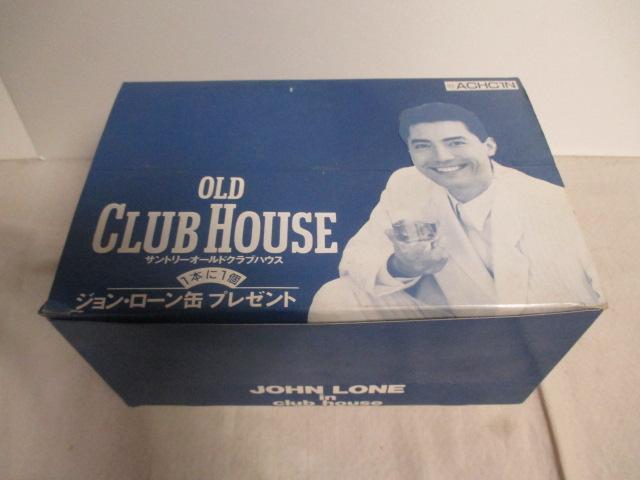 ACHC1N
OLD
CLUB HOUSE
サントリーオールドクラブハウス
1本に1個
ジョン・ローン缶 プレゼント
JOHN LONE
in
club house